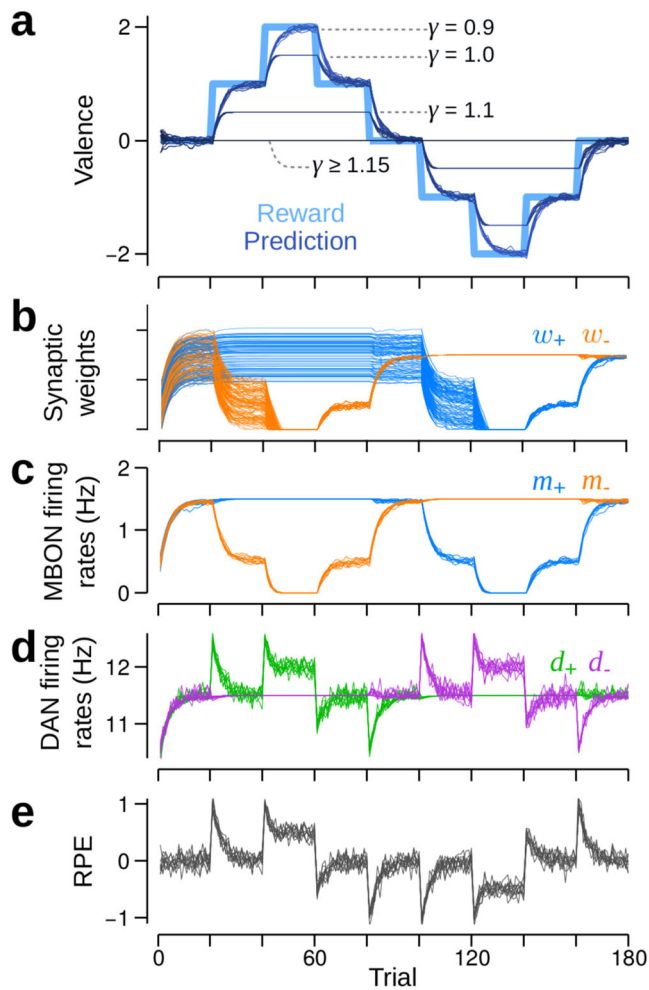 a
Valence
2
0
−2
γ = 0.9
γ = 1.0
γ = 1.1
γ ≥ 1.15
Reward
Prediction
b
Synaptic
weights
w+ w-
c
MBON firing
rates (Hz)
2
1
0
m+ m-
d
DAN firing
rates (Hz)
12
11
d+ d-
e
RPE
1
0
−1
0 60 120 180
Trial